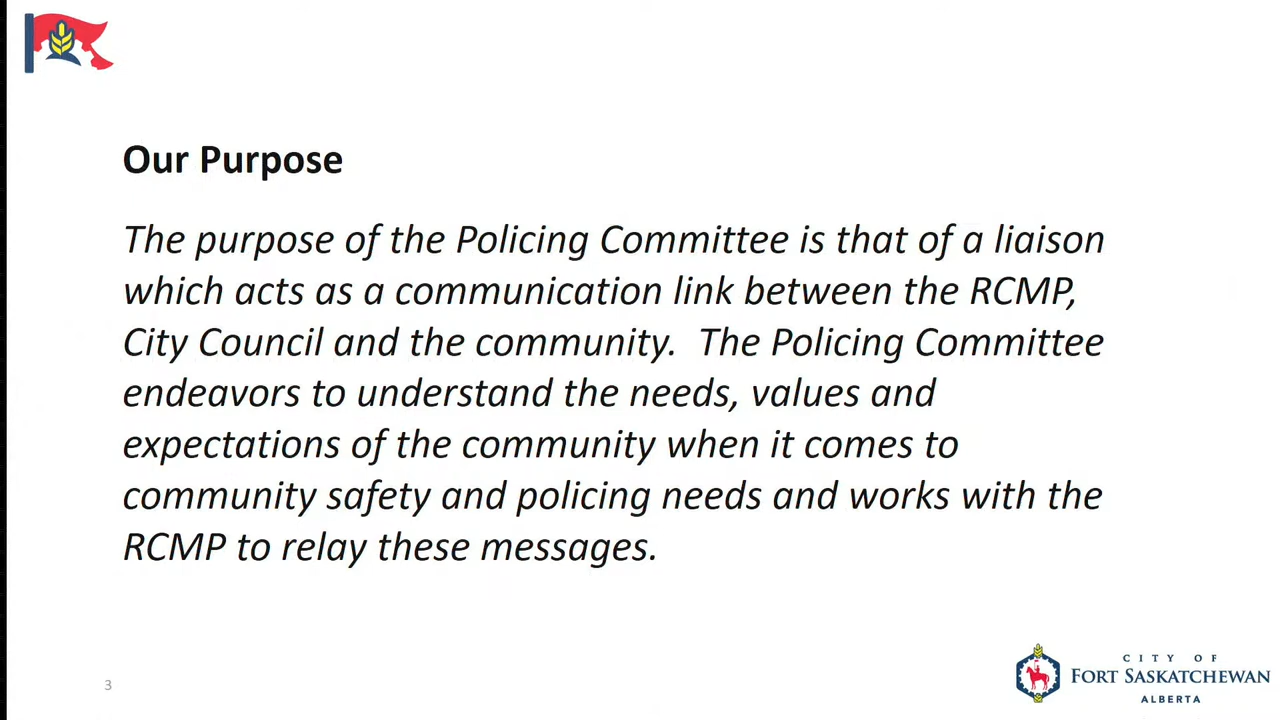 Our Purpose
The purpose of the Policing Committee is that of a liaison
which acts as a communication link between the RCMP,
City Council and the community.  The Policing Committee
endeavors to understand the needs, values and
expectations of the community when it comes to
community safety and policing needs and works with the
RCMP to relay these messages.
3
CITY OF
FORT SASKATCHEWAN
ALBERTA